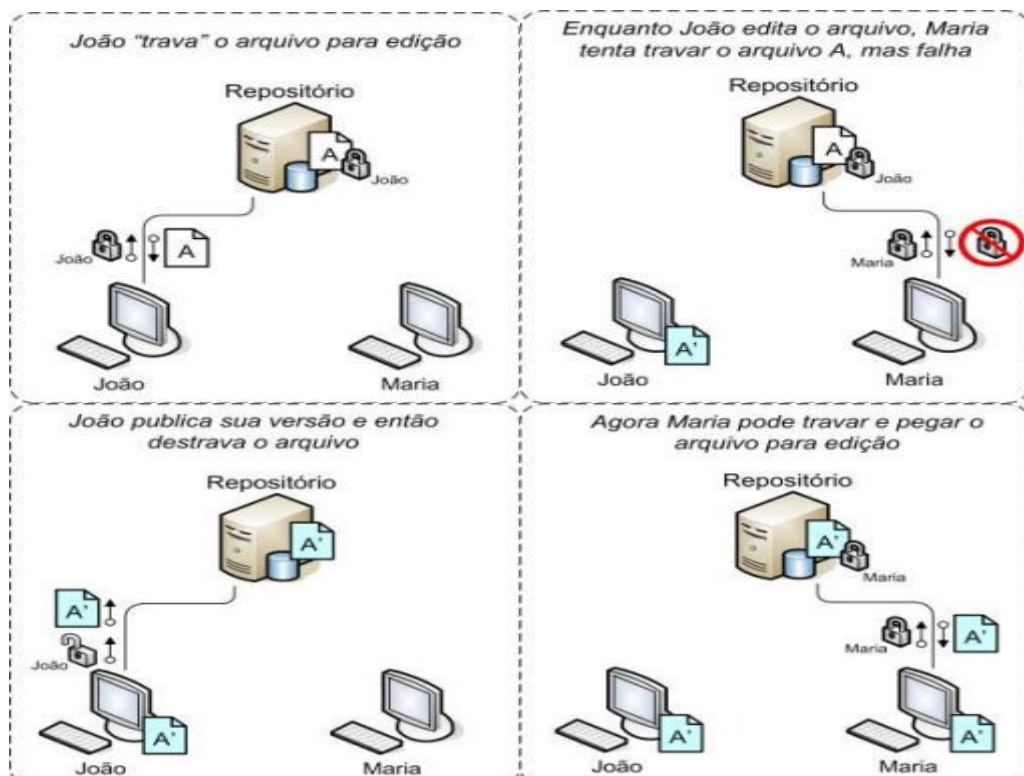 João “trava” o arquivo para edição
Repositório
A
João
João
A
João
Maria
Enquanto João edita o arquivo, Maria
tenta travar o arquivo A, mas falha
Repositório
A
João
Maria
A'
João
Maria
João publica sua versão e então
destrava o arquivo
Repositório
A'
A'
João
A'
João
Maria
Agora Maria pode travar e pegar o
arquivo para edição
Repositório
A'
Maria
Maria
A'
A'
A'
João
Maria